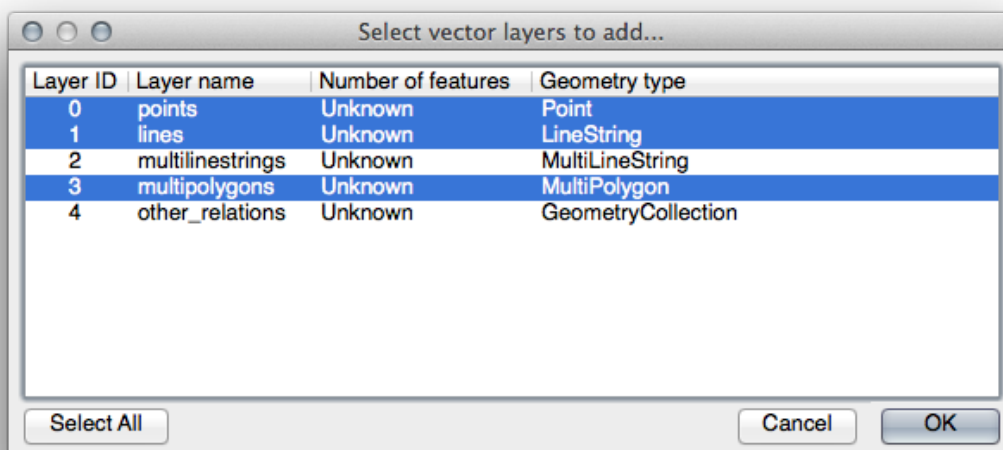 Select vector layers to add...
Layer ID Layer name Number of features Geometry type
0 points Unknown Point
1 lines Unknown LineString
2 multilinestrings Unknown MultiLineString
3 multipolygons Unknown MultiPolygon
4 other_relations Unknown GeometryCollection
Select All Cancel OK